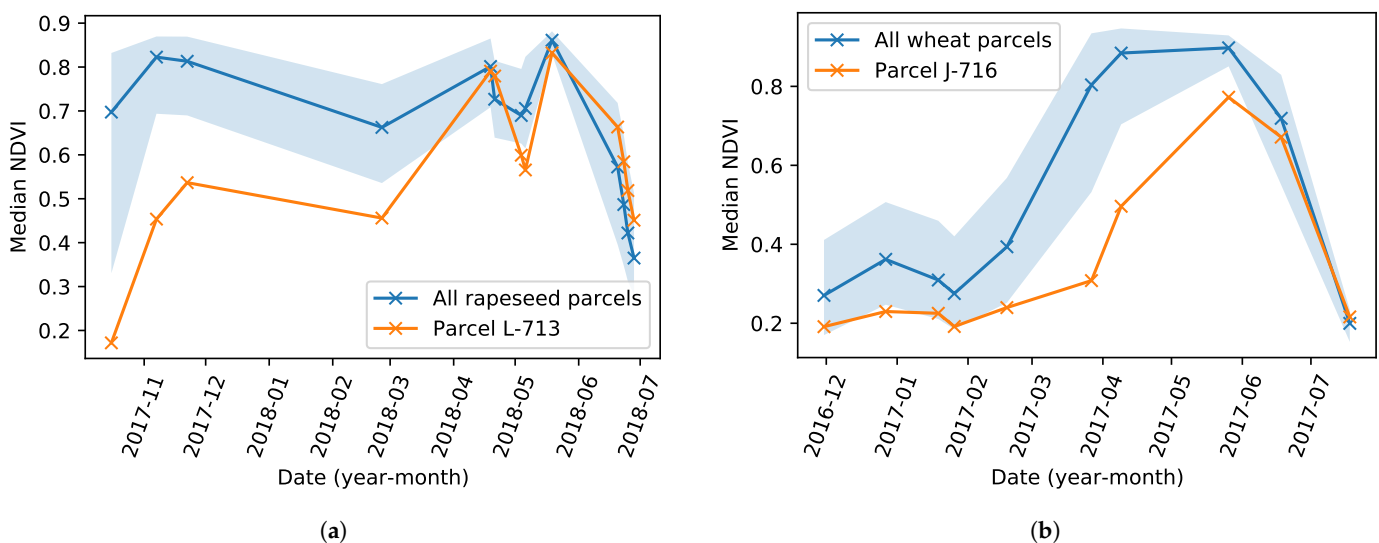 0.9
0.8
0.7
0.6
0.5
0.4
0.3
0.2
Median NDVI
All rapeseed parcels
Parcel L-713
2017-11
2017-12
2018-01
2018-02
2018-03
2018-04
2018-05
2018-06
2018-07
Date (year-month)
(a)
0.8
0.6
0.4
0.2
Median NDVI
All wheat parcels
Parcel J-716
2016-12
2017-01
2017-02
2017-03
2017-04
2017-05
2017-06
2017-07
Date (year-month)
(b)